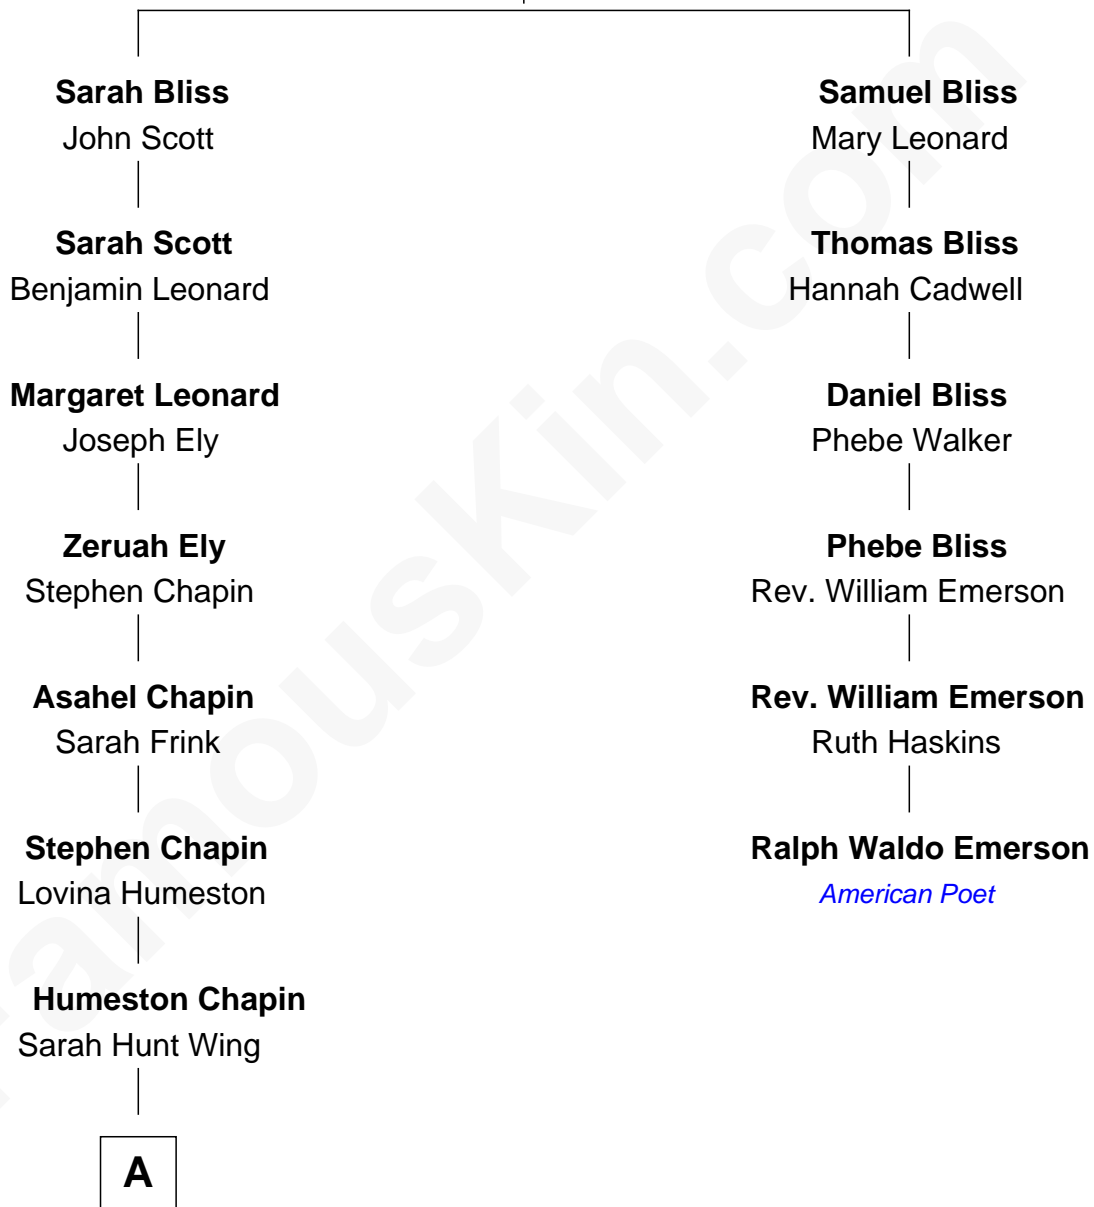 Sarah Bliss
John Scott
Sarah Scott
Benjamin Leonard
Margaret Leonard
Joseph Ely
Zeruah Ely
Stephen Chapin
Asahel Chapin
Sarah Frink
Stephen Chapin
Lovina Humeston
Humeston Chapin
Sarah Hunt Wing
A
Samuel Bliss
Mary Leonard
Thomas Bliss
Hannah Cadwell
Daniel Bliss
Phebe Walker
Phebe Bliss
Rev. William Emerson
Rev. William Emerson
Ruth Haskins
Ralph Waldo Emerson
American Poet
FamousKin.com